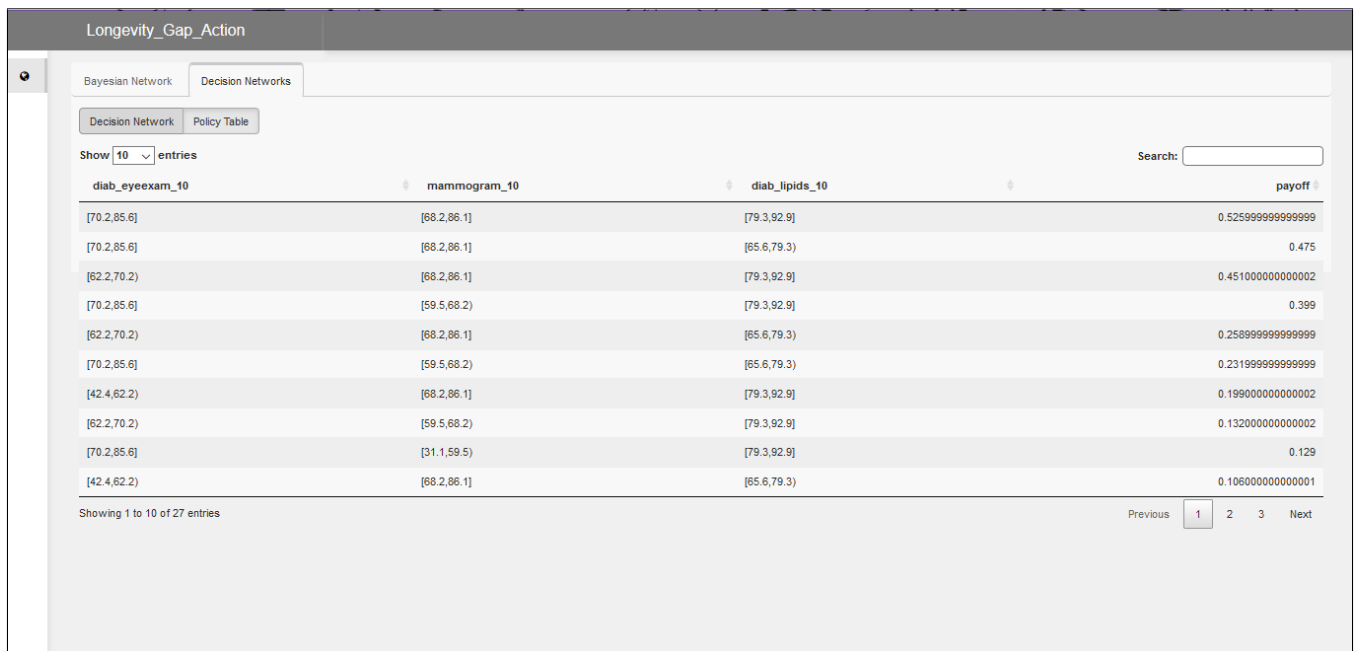 Longevity_Gap_Action
Bayesian Network Decision Networks
Decision Network Policy Table
Show 10 entries Search:
diab_eyeexam_10 mammogram_10 diab_lipids_10 payoff
[70.2,85.6] [68.2,86.1] [79.3,92.9] 0.525999999999999
[70.2,85.6] [68.2,86.1] [65.6,79.3) 0.475
[62.2,70.2) [68.2,86.1] [79.3,92.9] 0.451000000000002
[70.2,85.6] [59.5,68.2) [79.3,92.9] 0.399
[62.2,70.2) [68.2,86.1] [65.6,79.3) 0.258999999999999
[70.2,85.6] [59.5,68.2) [65.6,79.3) 0.231999999999999
[42.4,62.2) [68.2,86.1] [79.3,92.9] 0.199000000000002
[62.2,70.2) [59.5,68.2) [79.3,92.9] 0.132000000000002
[70.2,85.6] [31.1,59.5) [79.3,92.9] 0.129
[42.4,62.2) [68.2,86.1] [65.6,79.3) 0.106000000000001
Showing 1 to 10 of 27 entries Previous 1 2 3 Next